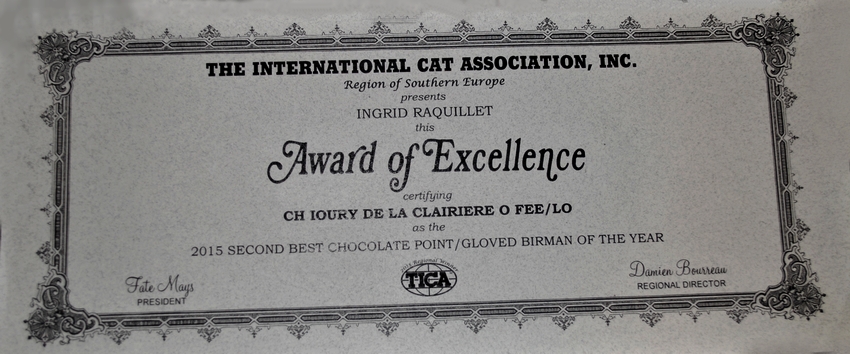 THE INTERNATIONAL CAT ASSOCIATION, INC.
Region of Southern Europe
presents
INGRID RAQUILLET
this
Award of Excellence
certifying
CH IOURY DE LA CLAIRIERE O FEE/LO
as the
2015 SECOND BEST CHOCOLATE POINT/GLOVED BIRMAN OF THE YEAR
Regional Winner
TICA
Fate Mays
PRESIDENT
Damien Bourreau
REGIONAL DIRECTOR